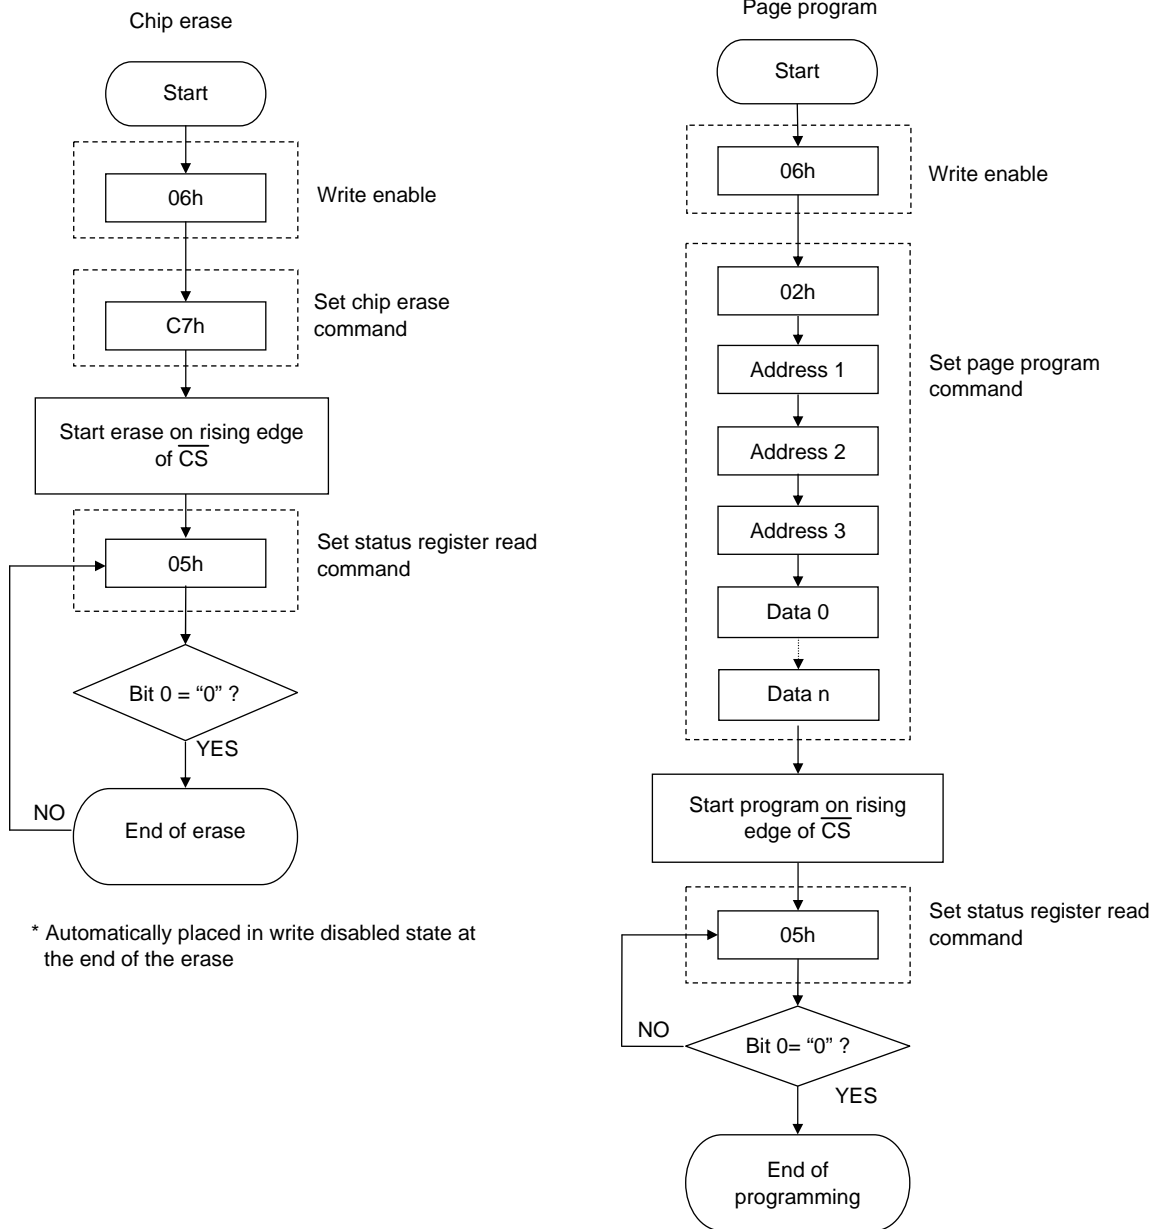 Chip erase
Start
06h
Write enable
C7h
Set chip erase
command
Start erase on rising edge
of CS
05h
Set status register read
command
Bit 0 = “0” ?
YES
NO
End of erase
* Automatically placed in write disabled state at
the end of the erase
Page program
Start
06h
Write enable
02h
Address 1
Set page program
command
Address 2
Address 3
Data 0
Data n
Start program on rising
edge of CS
05h
Set status register read
command
NO
Bit 0= “0” ?
YES
End of
programming